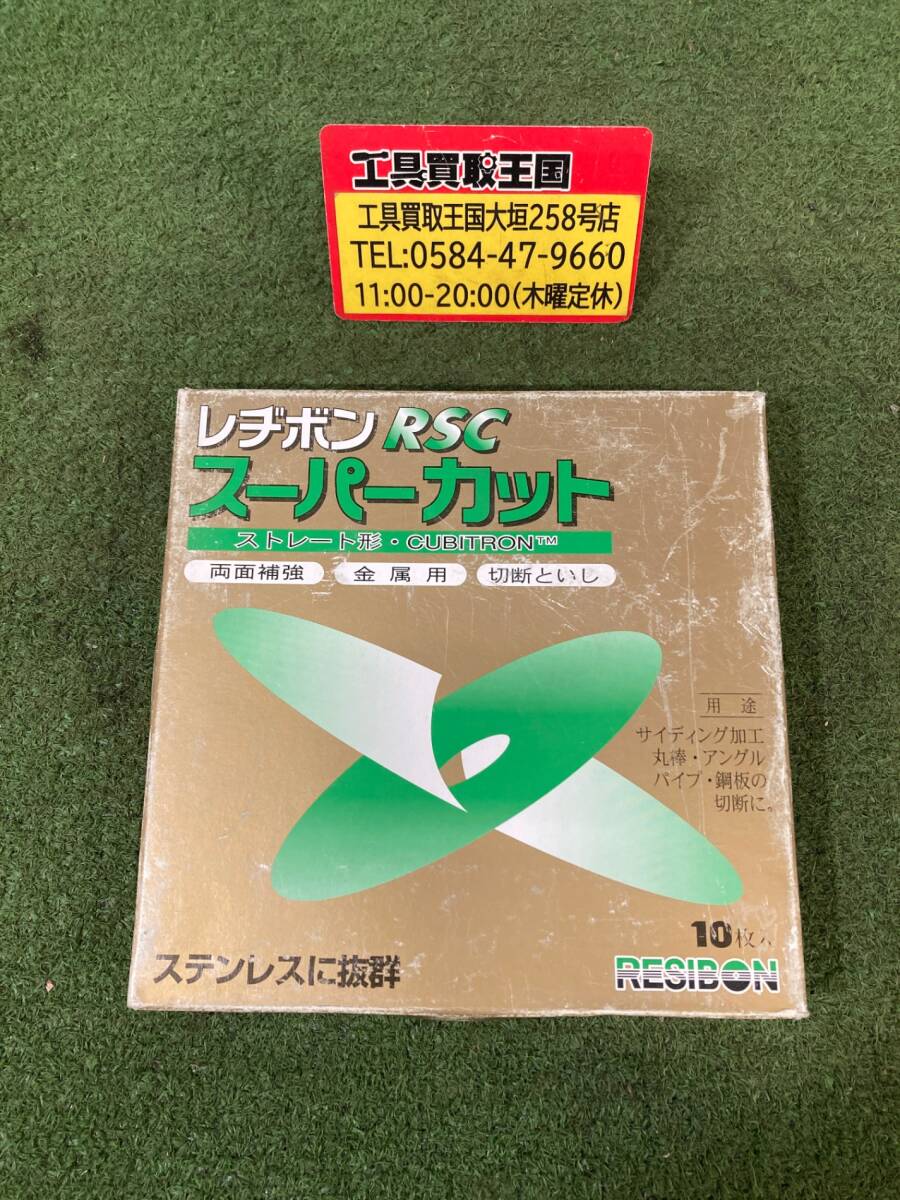 工具買取王国
工具買取王国大垣258号店
TEL:0584-47-9660
11:00-20:00(木曜定休)
レヂボン RSC
スーパーカット
ストレート形・CUBITRON™
両面補強 金属用 切断といし
用途
サイディング加工
丸棒・アングル
パイプ・鋼板の
切断に。
10枚入
ステンレスに抜群
RESIBON